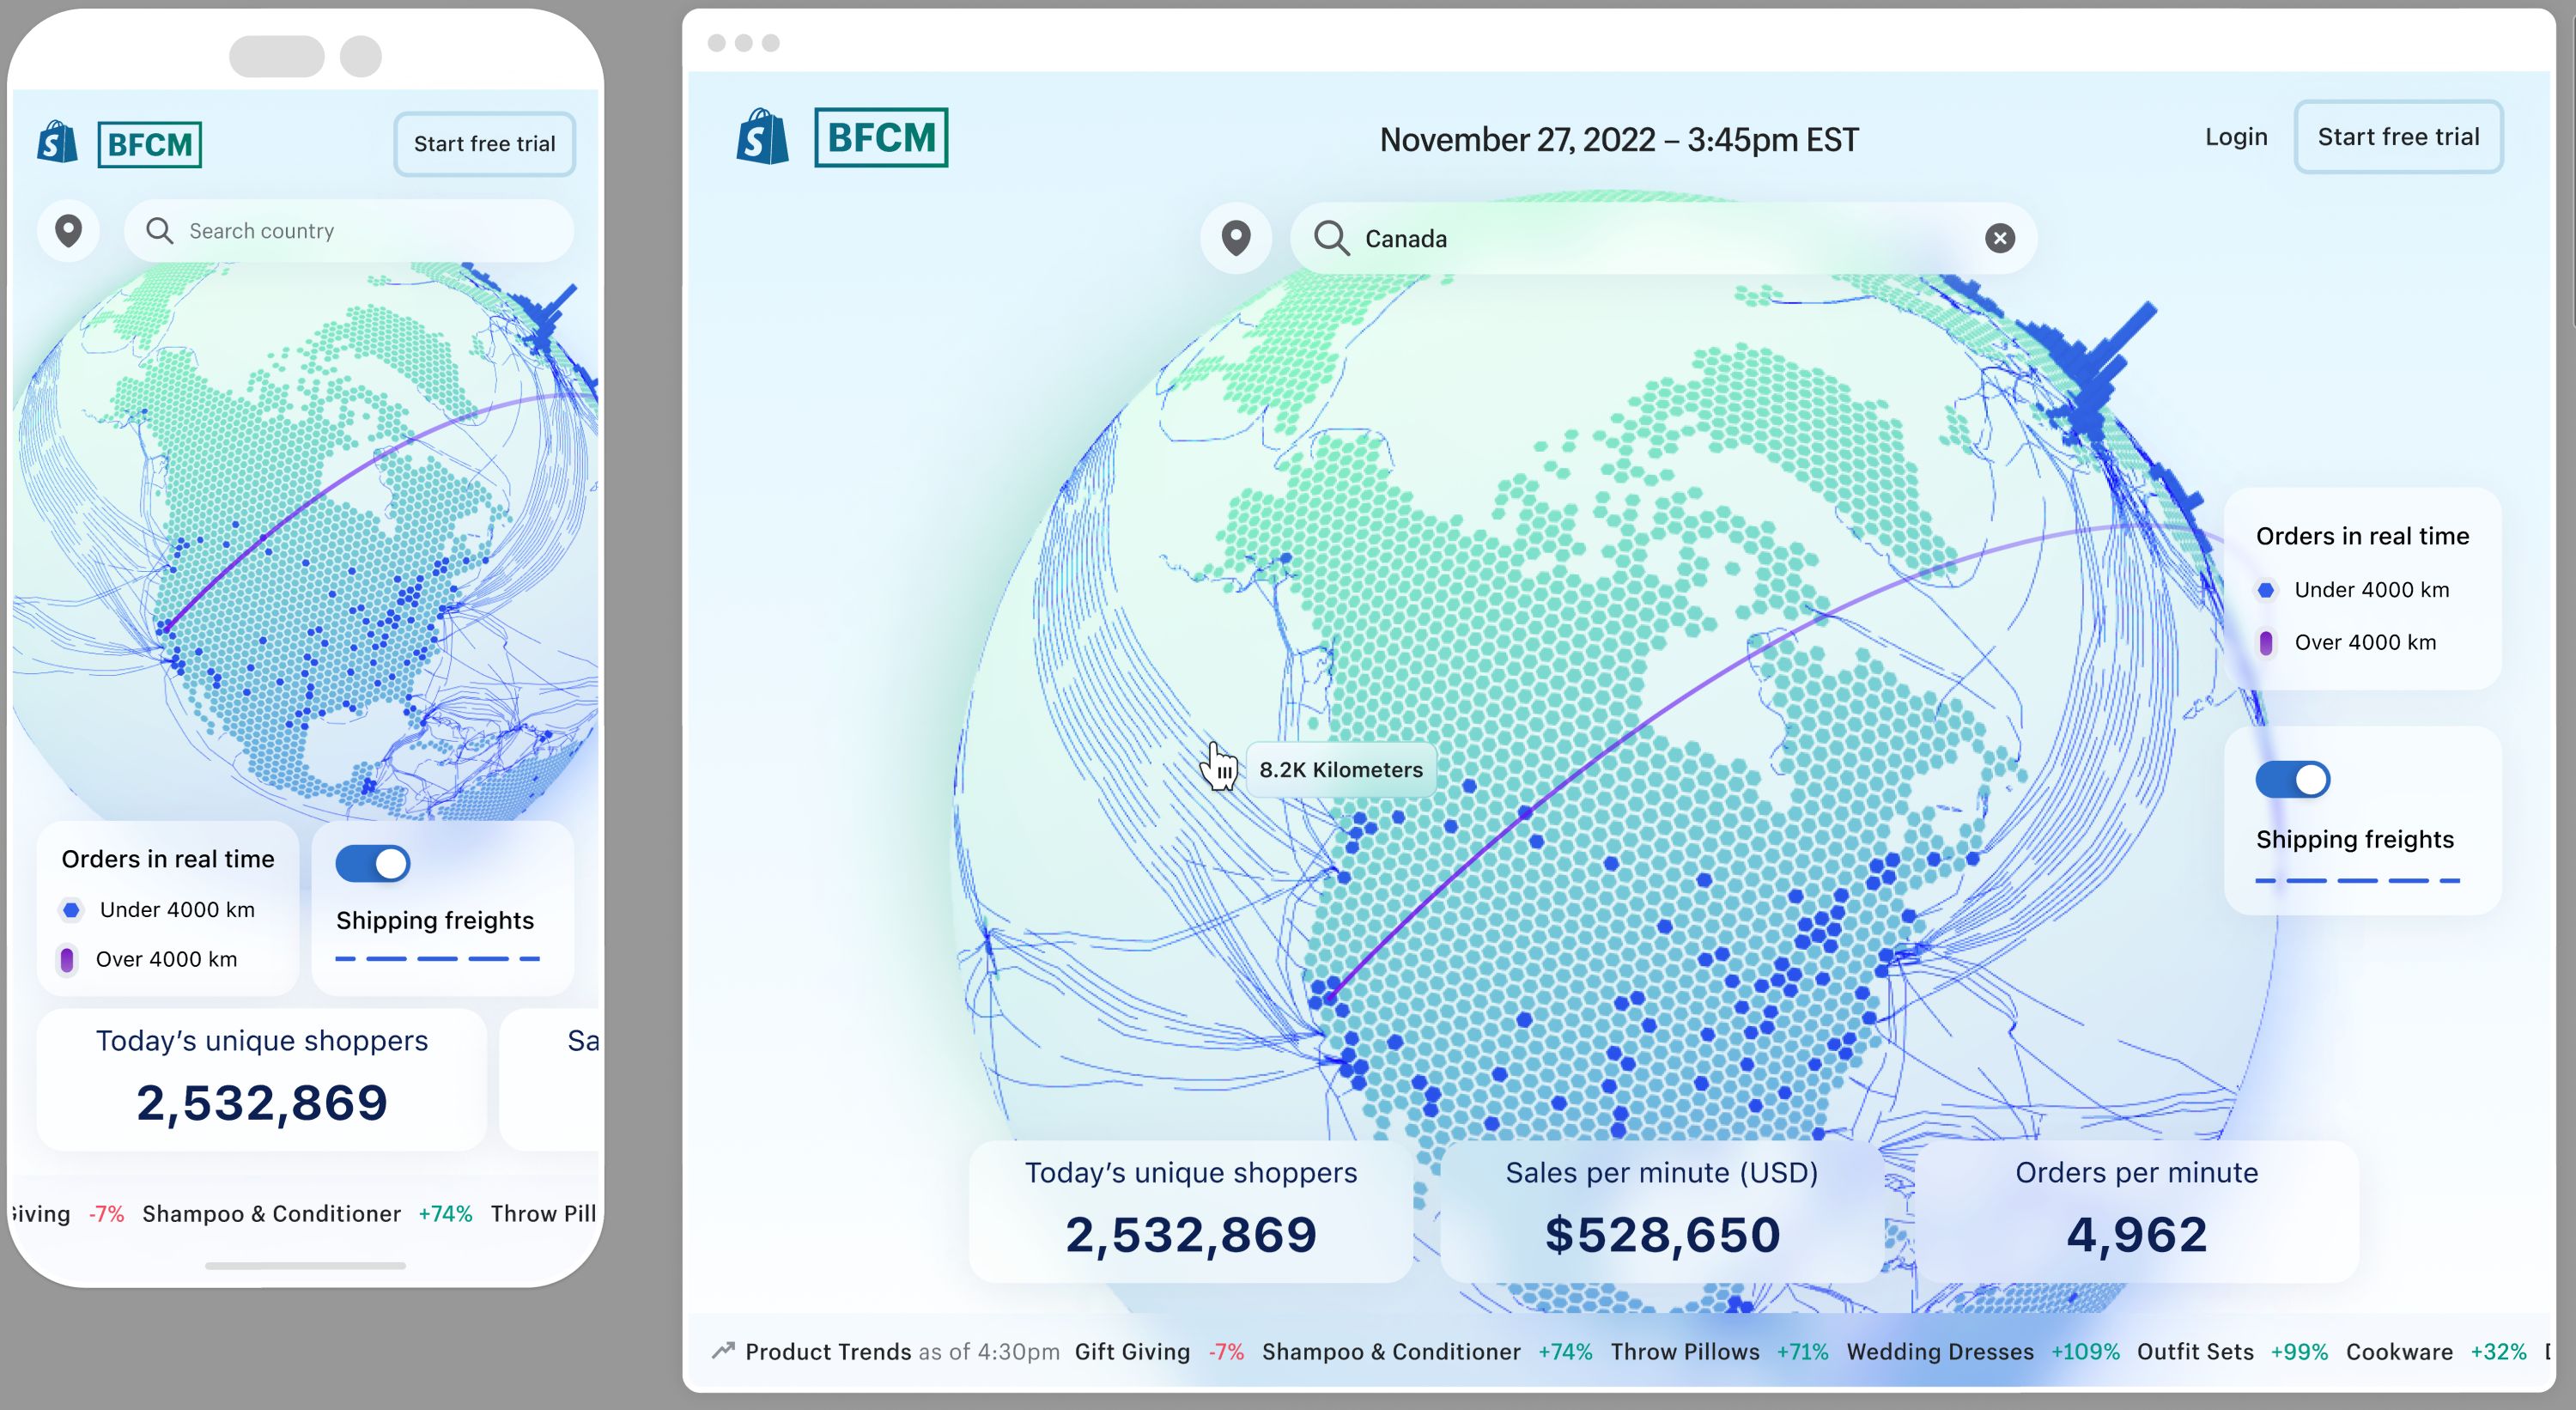 BFCM
Start free trial
Search country
Orders in real time
Under 4000 km
Over 4000 km
Shipping freights
Today's unique shoppers
2,532,869
Sa
Giving -7% Shampoo & Conditioner +74% Throw Pill
BFCM
November 27, 2022 – 3:45pm EST
Login
Start free trial
Canada
8.2K Kilometers
Orders in real time
Under 4000 km
Over 4000 km
Shipping freights
Today's unique shoppers
2,532,869
Sales per minute (USD)
$528,650
Orders per minute
4,962
Product Trends as of 4:30pm Gift Giving -7% Shampoo & Conditioner +74% Throw Pillows +71% Wedding Dresses +109% Outfit Sets +99% Cookware +32%